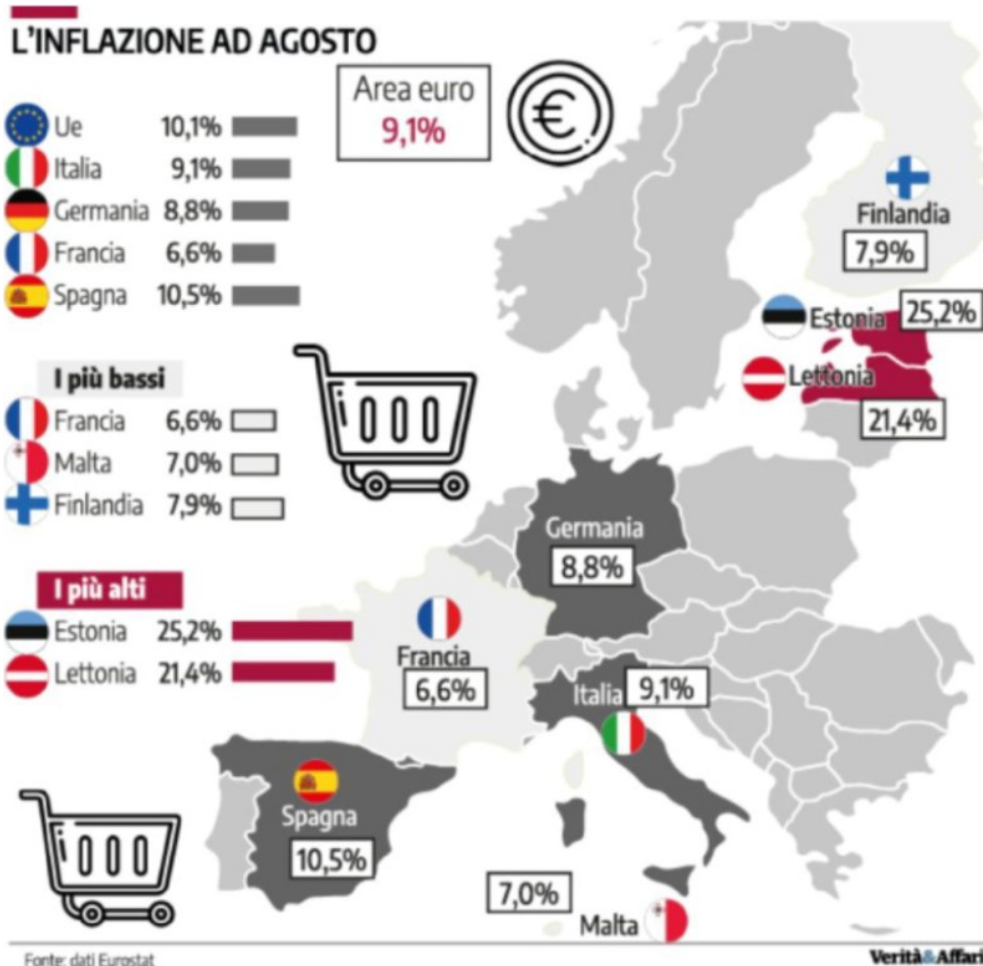 L'INFLAZIONE AD AGOSTO
Area euro
9,1%
€
Ue 10,1%
Italia 9,1%
Germania 8,8%
Francia 6,6%
Spagna 10,5%
I più bassi
Francia 6,6%
Malta 7,0%
Finlandia 7,9%
I più alti
Estonia 25,2%
Lettonia 21,4%
Finlandia
7,9%
Estonia 25,2%
Lettonia
21,4%
Germania
8,8%
Francia
6,6%
Italia 9,1%
Spagna
10,5%
7,0%
Malta
Fonte: dati Eurostat
Verità&Affari